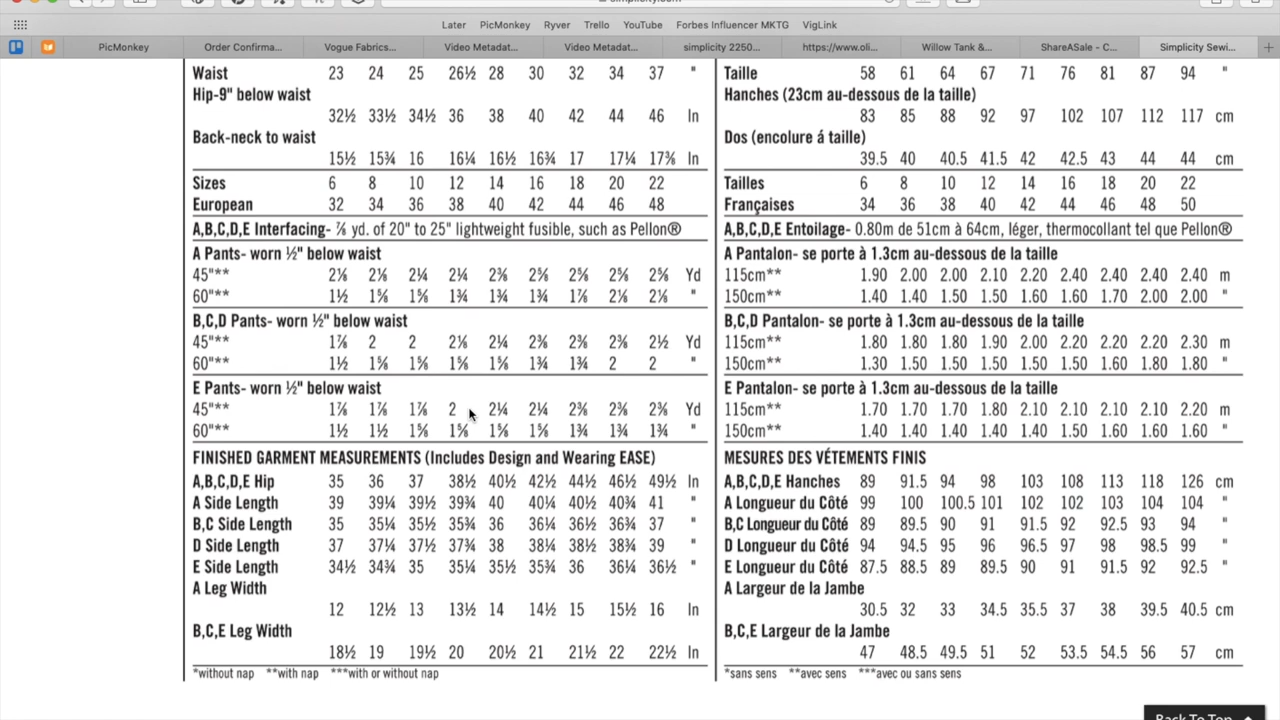 simplicity.com
Later PicMonkey Ryver Trello YouTube Forbes Influencer MKTG VigLink
PicMonkey Order Confirma... Vogue Fabrics... Video Metadat... Video Metadat... simplicity 2250... https://www.oli... Willow Tank &... ShareASale - C... Simplicity Sewi...
Waist 23 24 25 26½ 28 30 32 34 37 "
Hip-9" below waist
32½ 33½ 34½ 36 38 40 42 44 46 In
Back-neck to waist
15½ 15¾ 16 16¼ 16½ 16¾ 17 17¼ 17⅜ In
Sizes 6 8 10 12 14 16 18 20 22
European 32 34 36 38 40 42 44 46 48
A,B,C,D,E Interfacing- ⅞ yd. of 20" to 25" lightweight fusible, such as Pellon®
A Pants- worn ½" below waist
45"** 2⅛ 2⅛ 2¼ 2¼ 2⅜ 2⅝ 2⅝ 2⅝ 2⅝ Yd
60"** 1½ 1⅝ 1⅝ 1¾ 1¾ 1¾ 1⅞ 2⅛ 2⅛ "
B,C,D Pants- worn ½" below waist
45"** 1⅞ 2 2 2⅛ 2¼ 2⅜ 2⅜ 2⅜ 2½ Yd
60"** 1½ 1⅝ 1⅝ 1⅝ 1⅝ 1¾ 1¾ 2 2 "
E Pants- worn ½" below waist
45"** 1⅞ 1⅞ 1⅞ 2 2¼ 2¼ 2⅜ 2⅜ 2⅜ Yd
60"** 1½ 1½ 1⅝ 1⅝ 1⅝ 1⅝ 1¾ 1¾ 1¾ "
FINISHED GARMENT MEASUREMENTS (Includes Design and Wearing EASE)
A,B,C,D,E Hip 35 36 37 38½ 40½ 42½ 44½ 46½ 49½ In
A Side Length 39 39¼ 39½ 39¾ 40 40¼ 40½ 40¾ 41 "
B,C Side Length 35 35¼ 35½ 35¾ 36 36¼ 36½ 36¾ 37 "
D Side Length 37 37¼ 37½ 37¾ 38 38¼ 38½ 38¾ 39 "
E Side Length 34½ 34¾ 35 35¼ 35½ 35¾ 36 36¼ 36½ "
A Leg Width
12 12½ 13 13½ 14 14½ 15 15½ 16 In
B,C,E Leg Width
18½ 19 19½ 20 20½ 21 21½ 22 22½ In
*without nap **with nap ***with or without nap
Taille 58 61 64 67 71 76 81 87 94 "
Hanches (23cm au-dessous de la taille)
83 85 88 92 97 102 107 112 117 cm
Dos (encolure á taille)
39.5 40 40.5 41.5 42 42.5 43 44 44 cm
Tailles 6 8 10 12 14 16 18 20 22
Françaises 34 36 38 40 42 44 46 48 50
A,B,C,D,E Entoilage- 0.80m de 51cm à 64cm, léger, thermocollant tel que Pellon®
A Pantalon- se porte à 1.3cm au-dessous de la taille
115cm** 1.90 2.00 2.00 2.10 2.20 2.40 2.40 2.40 2.40 m
150cm** 1.40 1.40 1.50 1.50 1.60 1.60 1.70 2.00 2.00 "
B,C,D Pantalon- se porte à 1.3cm au-dessous de la taille
115cm** 1.80 1.80 1.80 1.90 2.00 2.20 2.20 2.20 2.30 m
150cm** 1.30 1.50 1.50 1.50 1.50 1.60 1.60 1.80 1.80 "
E Pantalon- se porte à 1.3cm au-dessous de la taille
115cm** 1.70 1.70 1.70 1.80 2.10 2.10 2.10 2.10 2.20 m
150cm** 1.40 1.40 1.40 1.40 1.40 1.50 1.60 1.60 1.60 "
MESURES DES VÉTEMENTS FINIS
A,B,C,D,E Hanches 89 91.5 94 98 103 108 113 118 126 cm
A Longueur du Côté 99 100 100.5 101 102 102 103 104 104 "
B,C Longueur du Côté 89 89.5 90 91 91.5 92 92.5 93 94 "
D Longueur du Côté 94 94.5 95 96 96.5 97 98 98.5 99 "
E Longueur du Côté 87.5 88.5 89 89.5 90 91 91.5 92 92.5 "
A Largeur de la Jambe
30.5 32 33 34.5 35.5 37 38 39.5 40.5 cm
B,C,E Largeur de la Jambe
47 48.5 49.5 51 52 53.5 54.5 56 57 cm
*sans sens **avec sens ***avec ou sans sens
Back To Top